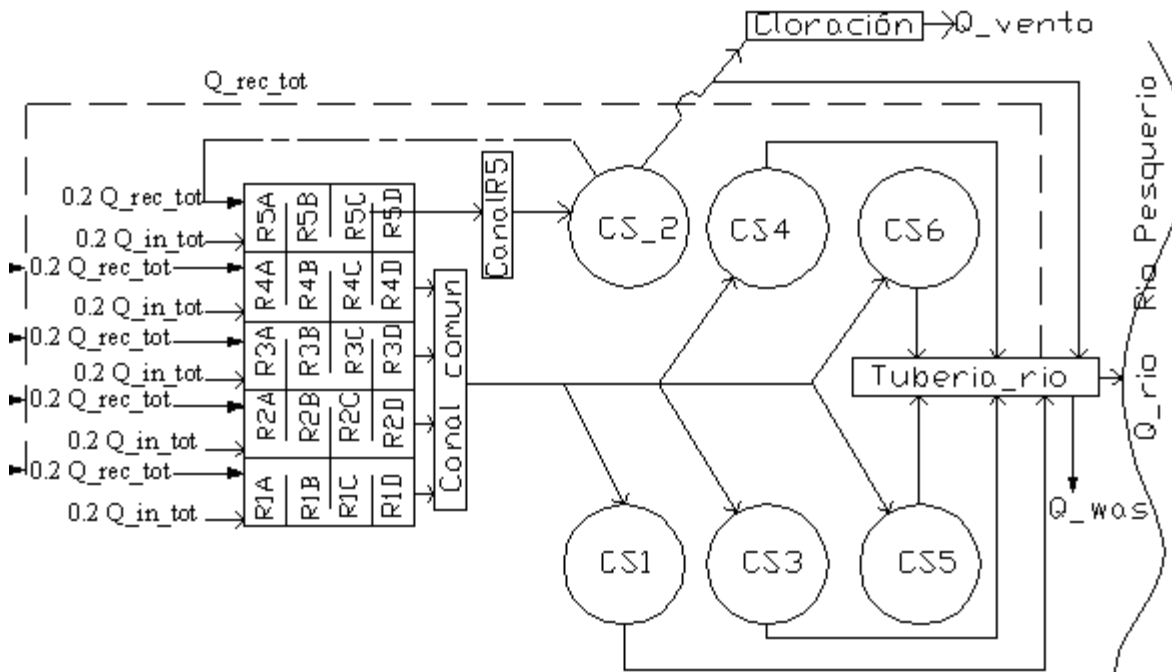 Cloración
Q_vento
Q_rec_tot
0.2 Q_rec_tot
0.2 Q_in_tot
R5A
R5B
R5C
R5D
CanalR5
CS_2
CS4
CS6
0.2 Q_rec_tot
0.2 Q_in_tot
R4A
R4B
R4C
R4D
0.2 Q_rec_tot
0.2 Q_in_tot
R3A
R3B
R3C
R3D
Canal comun
Tuberia_rio
Q_rio
Rio Pesquerio
0.2 Q_rec_tot
0.2 Q_in_tot
R2A
R2B
R2C
R2D
0.2 Q_rec_tot
0.2 Q_in_tot
R1A
R1B
R1C
R1D
Q_was
CS1
CS3
CS5